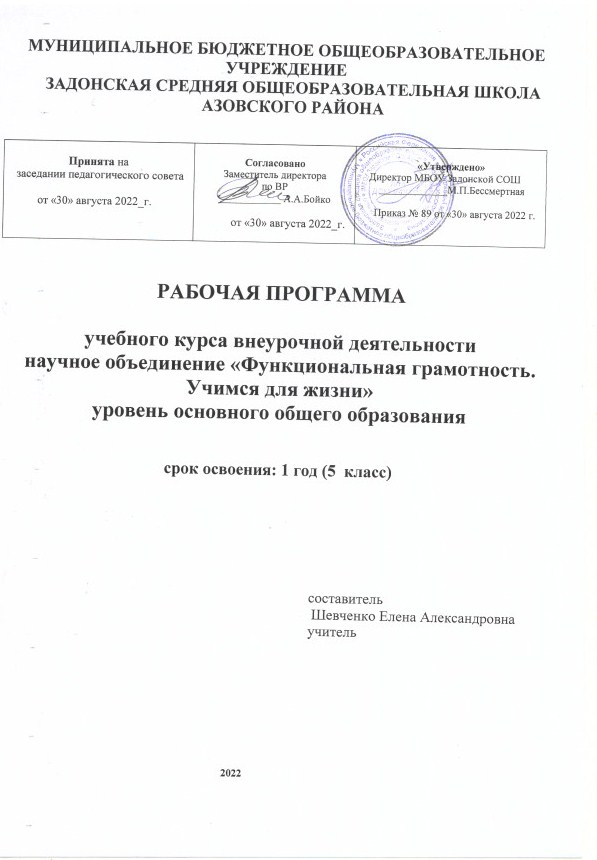 МУНИЦИПАЛЬНОЕ БЮДЖЕТНОЕ ОБЩЕОБРАЗОВАТЕЛЬНОЕ
УЧРЕЖДЕНИЕ
ЗАДОНСКАЯ СРЕДНЯЯ ОБЩЕОБРАЗОВАТЕЛЬНАЯ ШКОЛА
АЗОВСКОГО РАЙОНА
Принята на
заседании педагогического совета
от «30» августа 2022_г.
Согласовано
Заместитель директора
по ВР
А.А.Бойко
от «30» августа 2022_г.
«Утверждено»
Директор МБОУ Задонской СОШ
М.П.Бессмертная
Приказ № 89 от «30» августа 2022 г.
РАБОЧАЯ ПРОГРАММА
учебного курса внеурочной деятельности
научное объединение «Функциональная грамотность.
Учимся для жизни»
уровень основного общего образования
срок освоения: 1 год (5 класс)
составитель
Шевченко Елена Александровна
учитель
2022